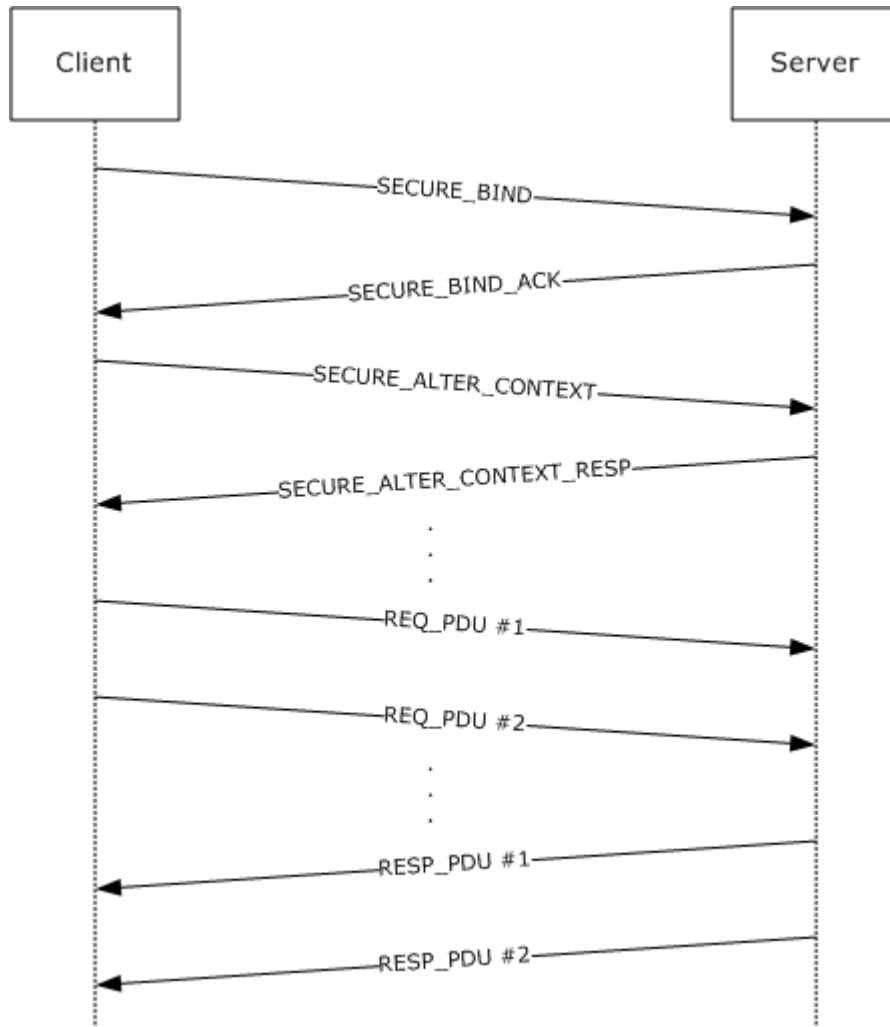 Client
Server
SECURE_BIND
SECURE_BIND_ACK
SECURE_ALTER_CONTEXT
SECURE_ALTER_CONTEXT_RESP
.
.
.
REQ_PDU #1
REQ_PDU #2
.
.
.
RESP_PDU #1
RESP_PDU #2